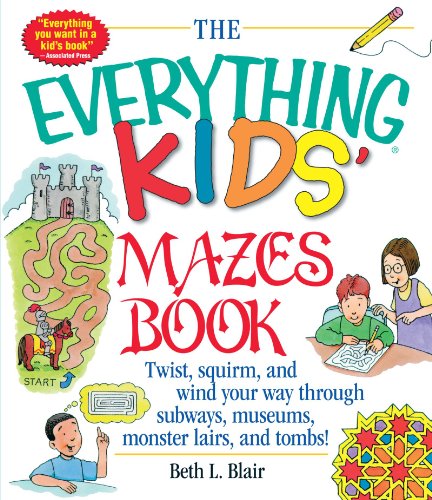 "Everything
you want in a
kid's book"
—Associated Press
THE
EVERYTHING®
KIDS'
MAZES
BOOK
START
Twist, squirm, and
wind your way through
subways, museums,
monster lairs, and tombs!
Beth L. Blair